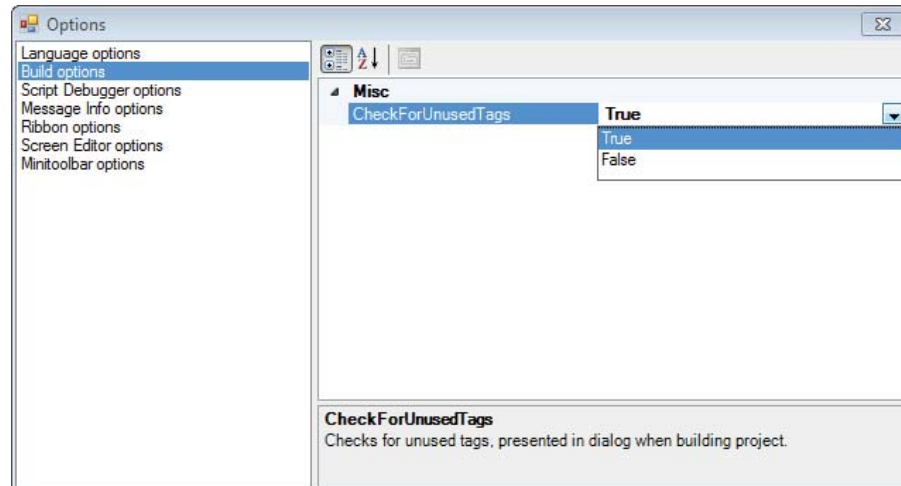 Options
Language options
Build options
Script Debugger options
Message Info options
Ribbon options
Screen Editor options
Minitoolbar options
A
Z
Misc
CheckForUnusedTags True
True
False
CheckForUnusedTags
Checks for unused tags, presented in dialog when building project.